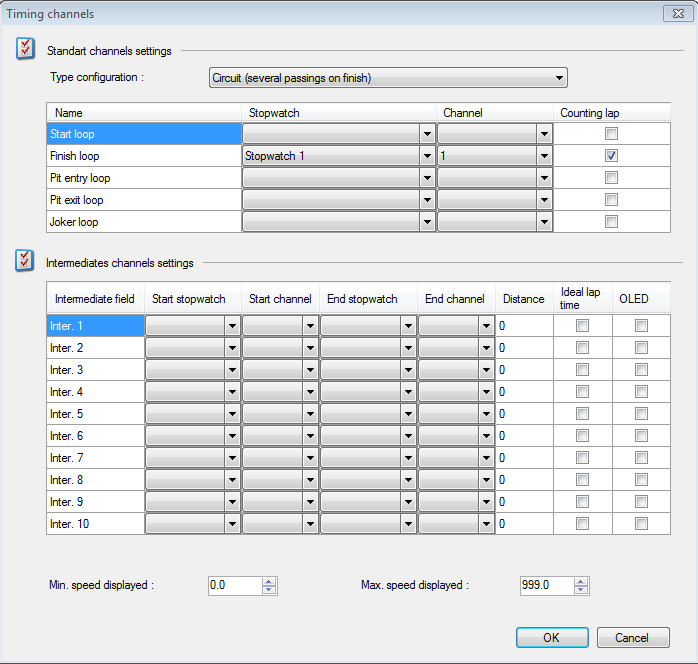 Timing channels
Standart channels settings
Type configuration : Circuit (several passings on finish)
Name Stopwatch Channel Counting lap
Start loop
Finish loop Stopwatch 1 1
Pit entry loop
Pit exit loop
Joker loop
Intermediates channels settings
Intermediate field Start stopwatch Start channel End stopwatch End channel Distance Ideal lap time OLED
Inter. 1 0
Inter. 2 0
Inter. 3 0
Inter. 4 0
Inter. 5 0
Inter. 6 0
Inter. 7 0
Inter. 8 0
Inter. 9 0
Inter. 10 0
Min. speed displayed : 0.0 Max. speed displayed : 999.0
OK Cancel